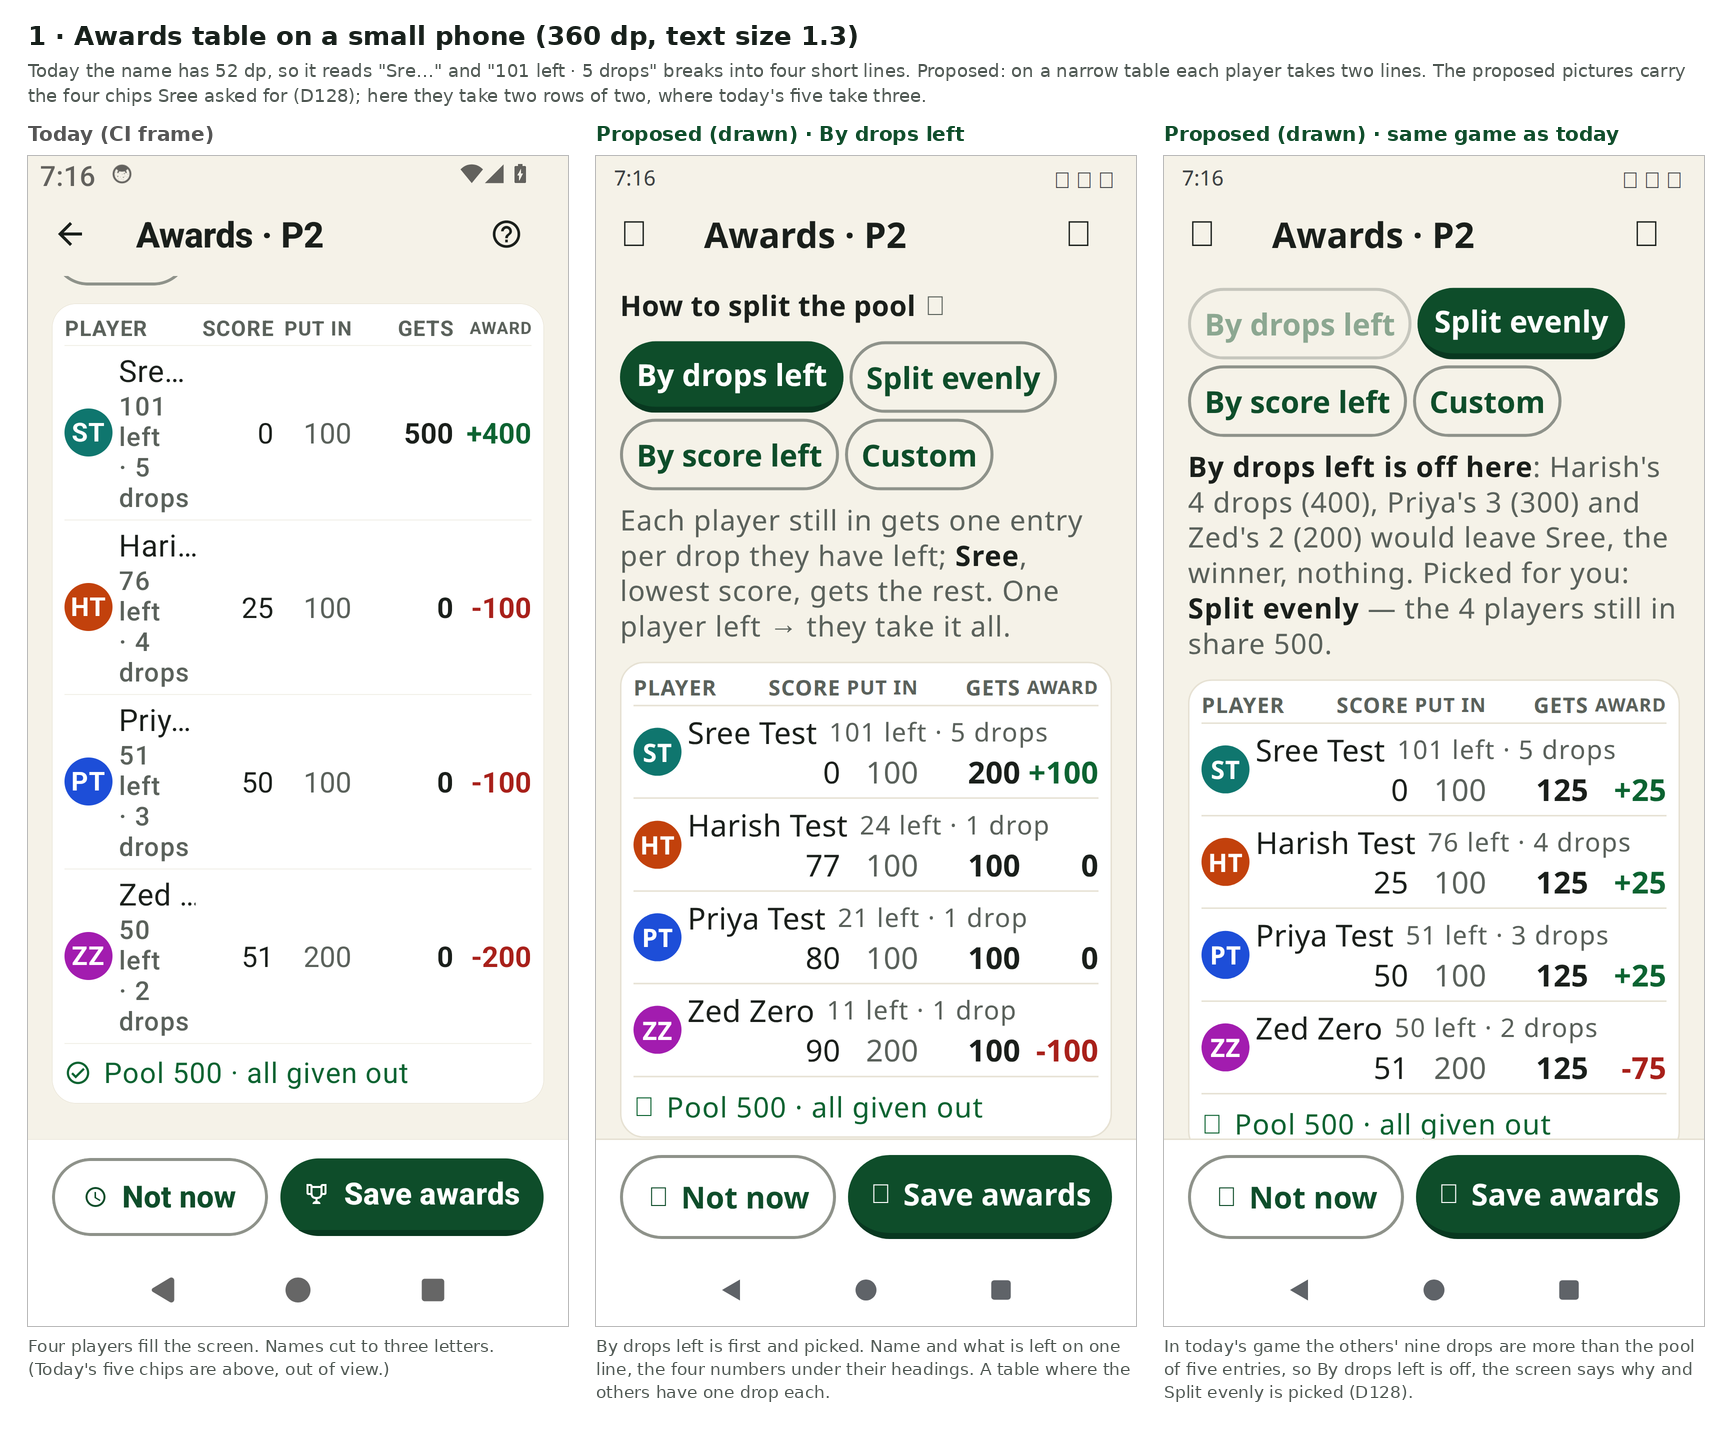 1 · Awards table on a small phone (360 dp, text size 1.3)
Today the name has 52 dp, so it reads "Sre…" and "101 left · 5 drops" breaks into four short lines. Proposed: on a narrow table each player takes two lines. The proposed pictures carry
the four chips Sree asked for (D128); here they take two rows of two, where today's five take three.
Today (CI frame)
7:16
Awards · P2
PLAYER SCORE PUT IN GETS AWARD
Sre…
101
left
· 5
drops
ST 0 100 500 +400
Hari…
76
left
· 4
drops
HT 25 100 0 -100
Priy…
51
left
· 3
drops
PT 50 100 0 -100
Zed …
50
left
· 2
drops
ZZ 51 200 0 -200
Pool 500 · all given out
Not now Save awards
Four players fill the screen. Names cut to three letters.
(Today's five chips are above, out of view.)
Proposed (drawn) · By drops left
7:16
Awards · P2
How to split the pool
By drops left Split evenly
By score left Custom
Each player still in gets one entry
per drop they have left; Sree,
lowest score, gets the rest. One
player left → they take it all.
PLAYER SCORE PUT IN GETS AWARD
ST Sree Test 101 left · 5 drops
0 100 200 +100
HT Harish Test 24 left · 1 drop
77 100 100 0
PT Priya Test 21 left · 1 drop
80 100 100 0
ZZ Zed Zero 11 left · 1 drop
90 200 100 -100
Pool 500 · all given out
Not now Save awards
By drops left is first and picked. Name and what is left on one
line, the four numbers under their headings. A table where the
others have one drop each.
Proposed (drawn) · same game as today
7:16
Awards · P2
By drops left Split evenly
By score left Custom
By drops left is off here: Harish's
4 drops (400), Priya's 3 (300) and
Zed's 2 (200) would leave Sree, the
winner, nothing. Picked for you:
Split evenly — the 4 players still in
share 500.
PLAYER SCORE PUT IN GETS AWARD
ST Sree Test 101 left · 5 drops
0 100 125 +25
HT Harish Test 76 left · 4 drops
25 100 125 +25
PT Priya Test 51 left · 3 drops
50 100 125 +25
ZZ Zed Zero 50 left · 2 drops
51 200 125 -75
Pool 500 · all given out
Not now Save awards
In today's game the others' nine drops are more than the pool
of five entries, so By drops left is off, the screen says why and
Split evenly is picked (D128).